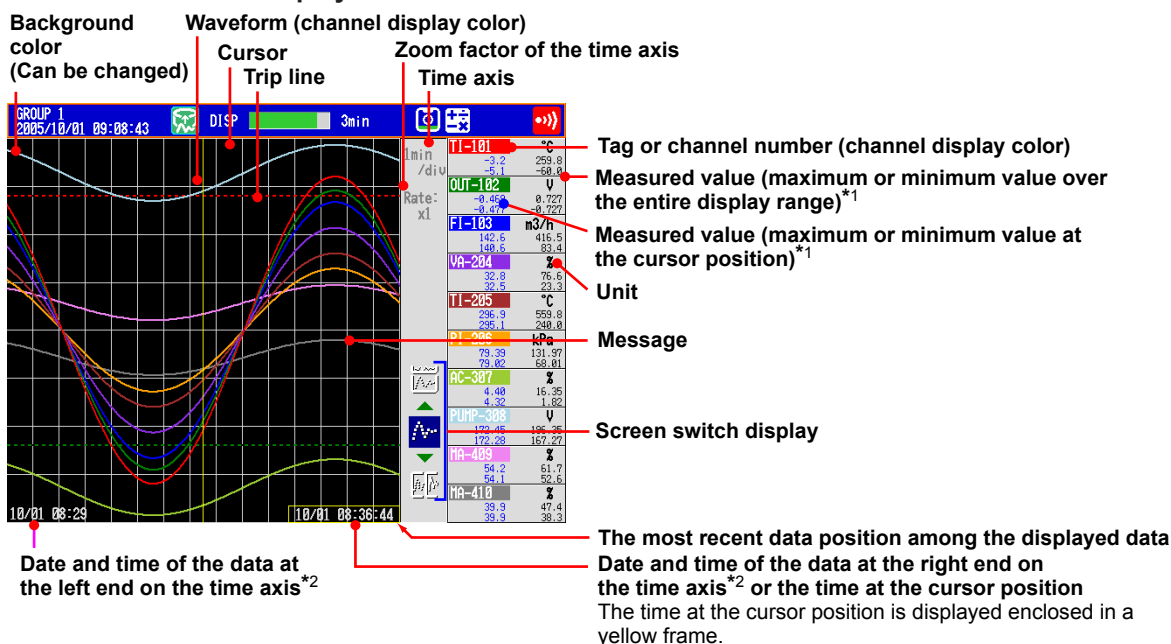 Background
color
(Can be changed)
Waveform (channel display color)
Cursor
Trip line
Zoom factor of the time axis
Time axis
GROUP 1
2005/10/01 09:08:43
DISP
3min
1min
/div
Rate:
x1
TI-101 °C
-3.2 259.8
-5.1 -60.0
OUT-102 V
-0.468 0.727
-0.477 -0.727
FI-103 m3/h
142.6 416.5
140.6 83.4
VA-204 %
32.8 76.6
32.5 23.3
TI-205 °C
296.9 559.8
295.1 240.0
PI-206 kPa
79.39 131.97
79.02 68.01
AC-307 %
4.40 16.35
4.32 1.82
PUMP-308 V
172.45 196.35
172.28 167.27
MA-409 %
54.2 61.7
54.1 52.6
MA-410 %
39.9 47.4
39.9 38.3
10/01 08:29
10/01 08:36:44
Tag or channel number (channel display color)
Measured value (maximum or minimum value over
the entire display range)*1
Measured value (maximum or minimum value at
the cursor position)*1
Unit
Message
Screen switch display
The most recent data position among the displayed data
Date and time of the data at
the left end on the time axis*2
Date and time of the data at the right end on
the time axis*2 or the time at the cursor position
The time at the cursor position is displayed enclosed in a
yellow frame.